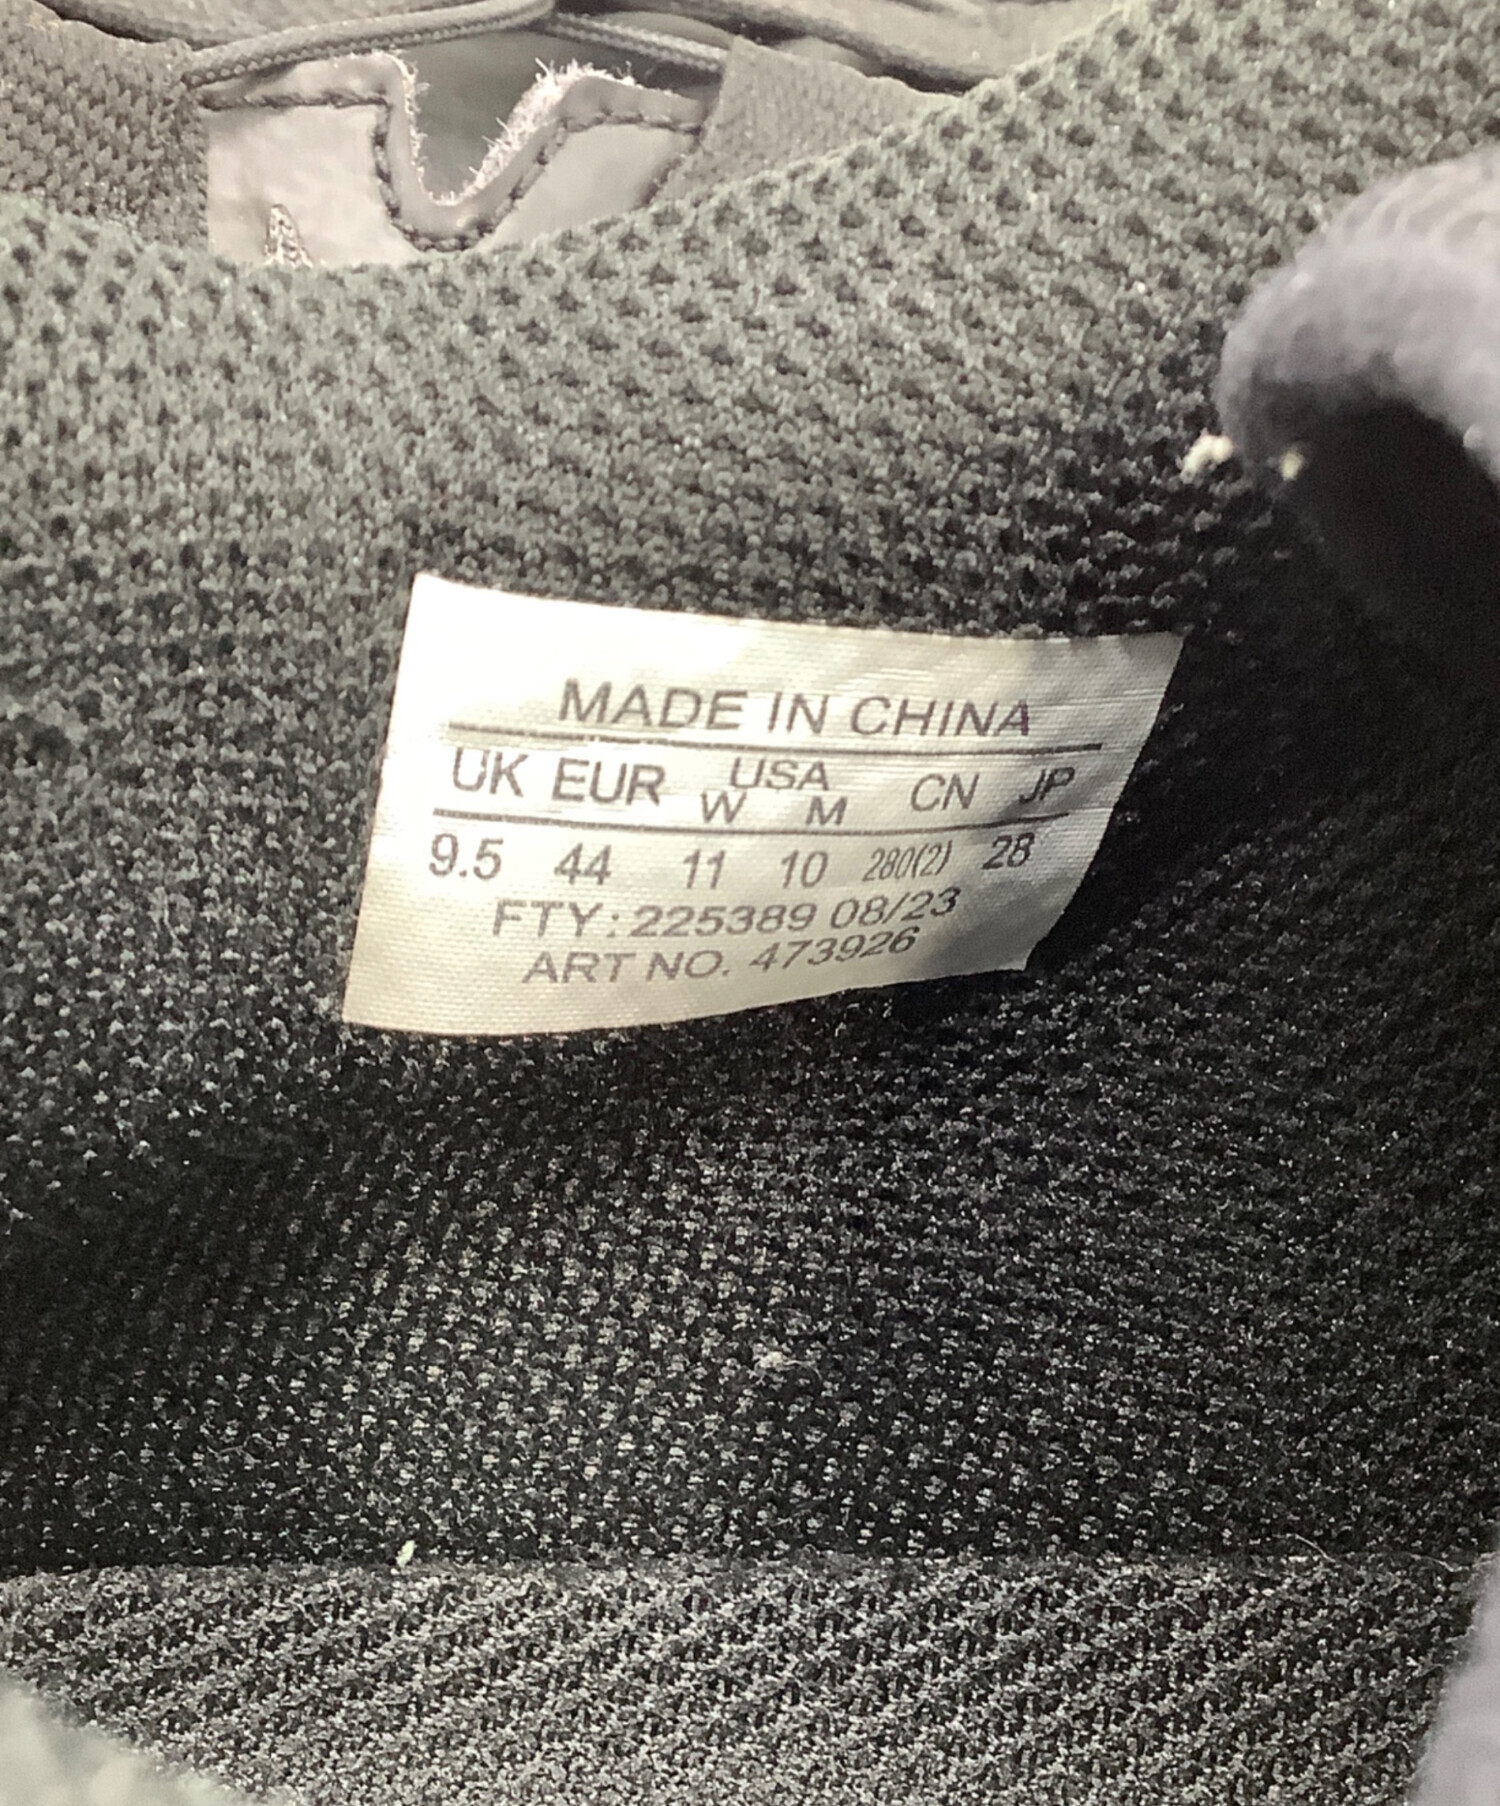 MADE IN CHINA
UK EUR USA CN JP
W M
9.5 44 11 10 280(2) 28
FTY: 225389 08/23
ART NO. 473926